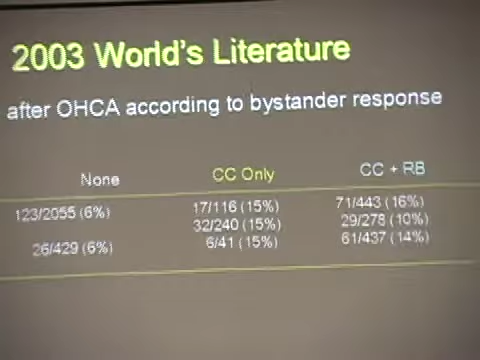 2003 World's Literature
after OHCA according to bystander response
None CC Only CC + RB
123/2055 (6%) 17/116 (15%) 71/443 (16%)
32/240 (15%) 29/278 (10%)
26/429 (6%) 6/41 (15%) 61/437 (14%)